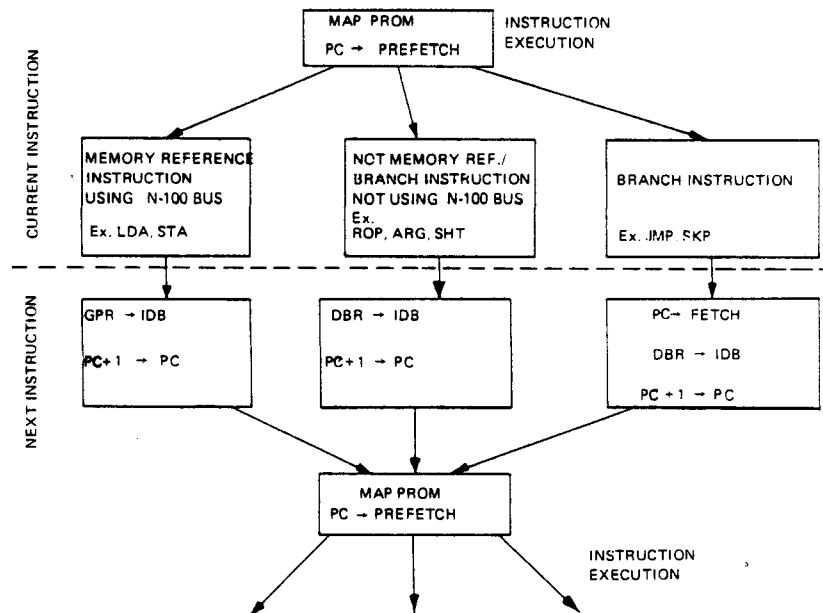 MAP PROM
PC → PREFETCH
INSTRUCTION
EXECUTION
CURRENT INSTRUCTION
MEMORY REFERENCE
INSTRUCTION
USING N-100 BUS
Ex. LDA, STA
NOT MEMORY REF./
BRANCH INSTRUCTION
NOT USING N-100 BUS
Ex.
ROP, ARG, SHT
BRANCH INSTRUCTION
Ex. JMP, SKP
NEXT INSTRUCTION
GPR → IDB
PC+1 → PC
DBR → IDB
PC+1 → PC
PC→ FETCH
DBR → IDB
PC +1 → PC
MAP PROM
PC → PREFETCH
INSTRUCTION
EXECUTION